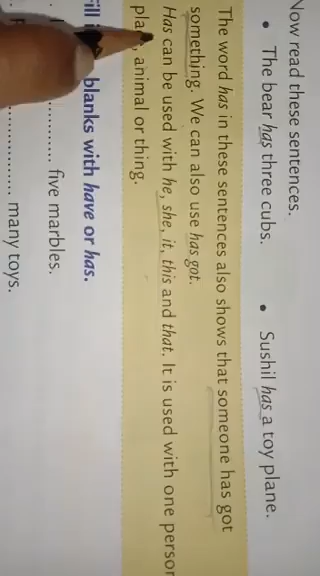 Now read these sentences.
• The bear has three cubs. • Sushil has a toy plane.
The word has in these sentences also shows that someone has got
something. We can also use has got.
Has can be used with he, she, it, this and that. It is used with one person
animal or thing.
blanks with have or has.
............ five marbles.
............ many toys.